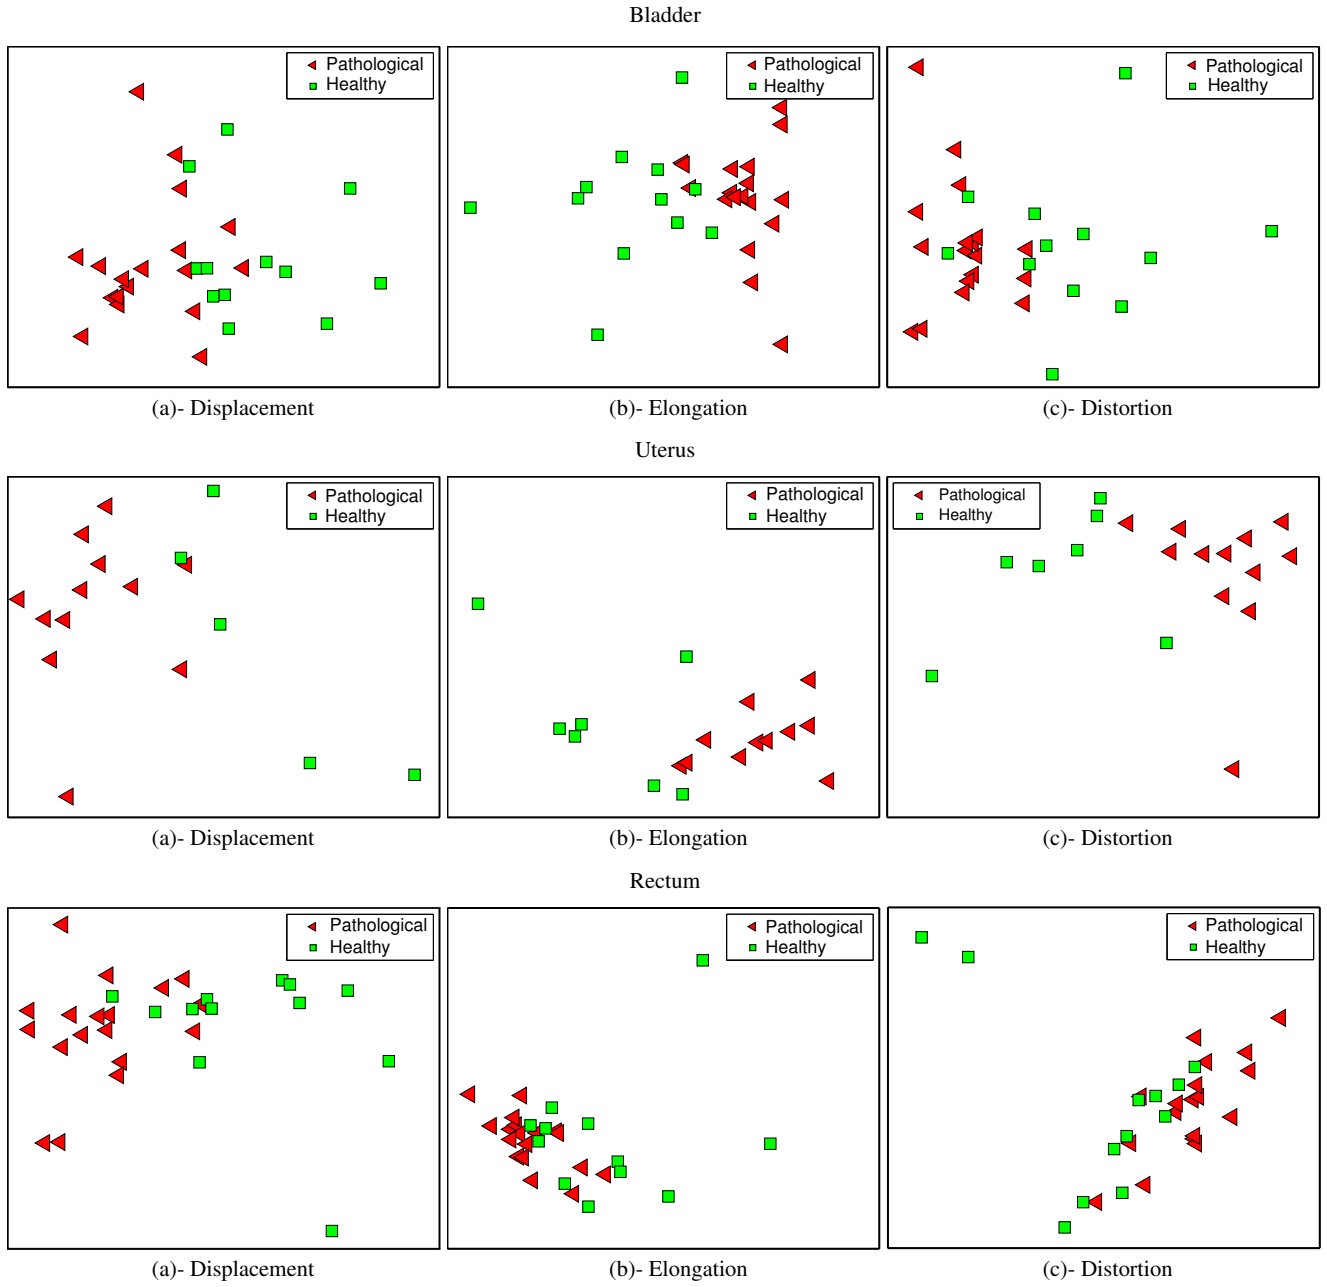 Bladder
Pathological
Healthy
Pathological
Healthy
Pathological
Healthy
(a)- Displacement
(b)- Elongation
(c)- Distortion
Uterus
Pathological
Healthy
Pathological
Healthy
Pathological
Healthy
(a)- Displacement
(b)- Elongation
(c)- Distortion
Rectum
Pathological
Healthy
Pathological
Healthy
Pathological
Healthy
(a)- Displacement
(b)- Elongation
(c)- Distortion